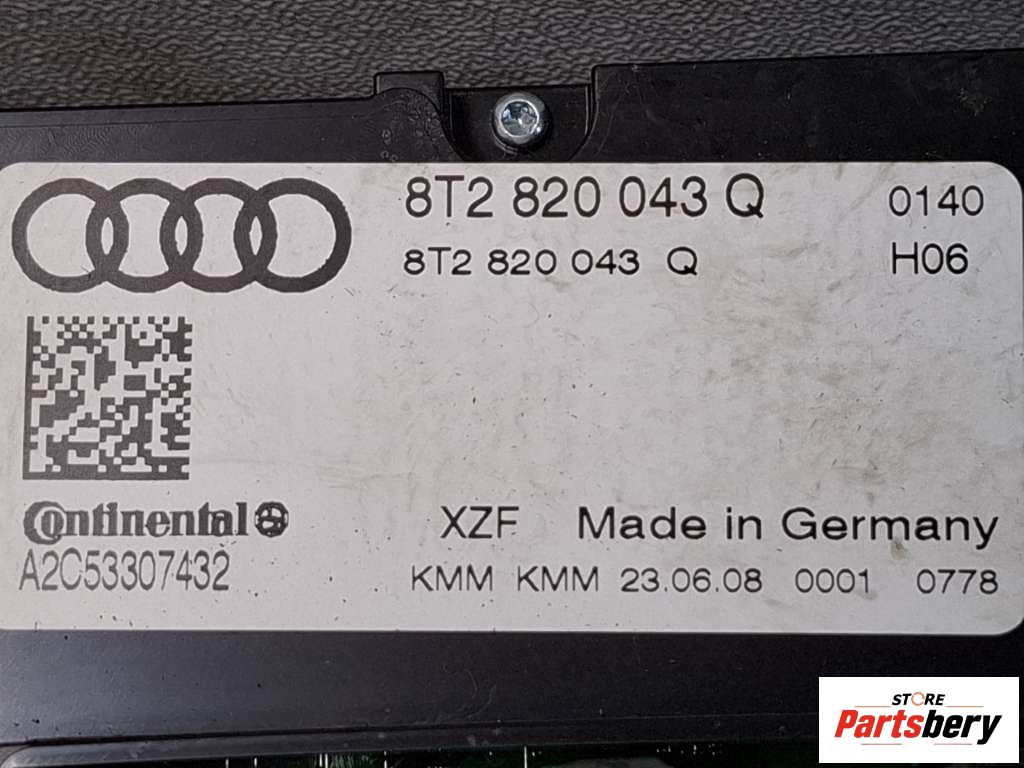 8T2 820 043 Q 0140
8T2 820 043 Q H06
Continental
XZF Made in Germany
A2C53307432
KMM KMM 23.06.08 0001 0778
STORE
Partsbery